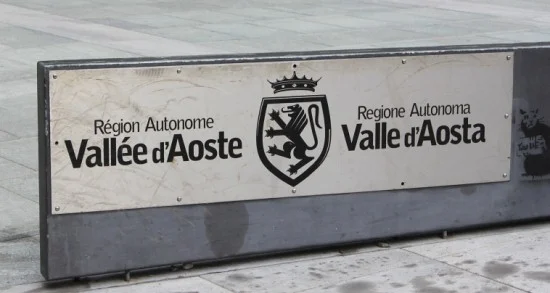 Région Autonome
Vallée d'Aoste
Regione Autonoma
Valle d'Aosta